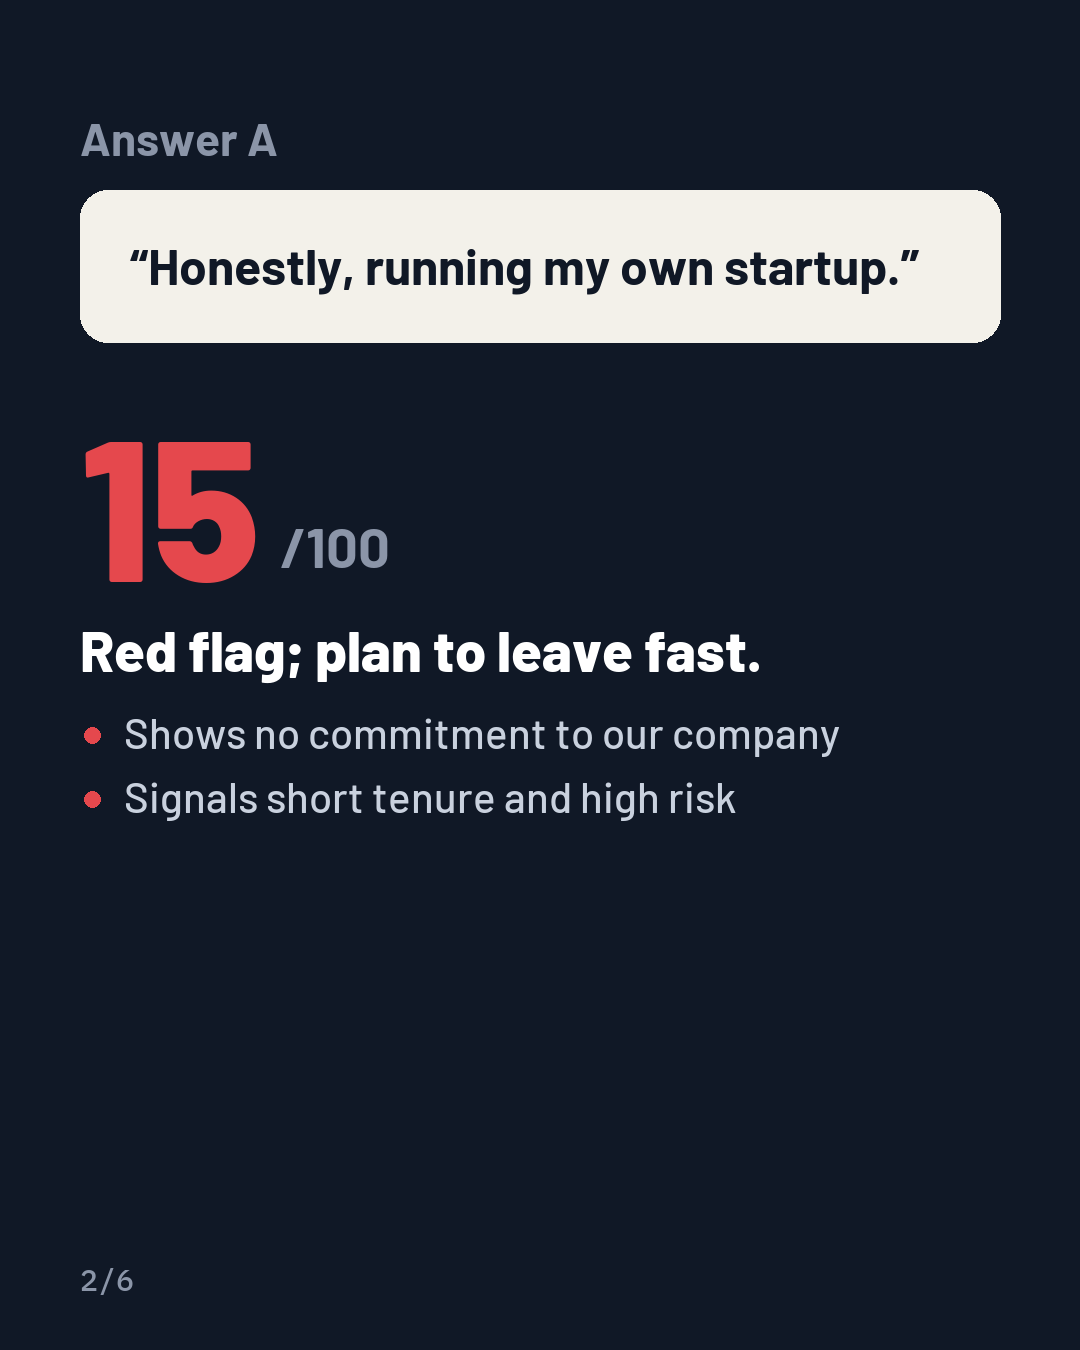 Answer A
“Honestly, running my own startup.”
15 /100
Red flag; plan to leave fast.
• Shows no commitment to our company
• Signals short tenure and high risk
2/6